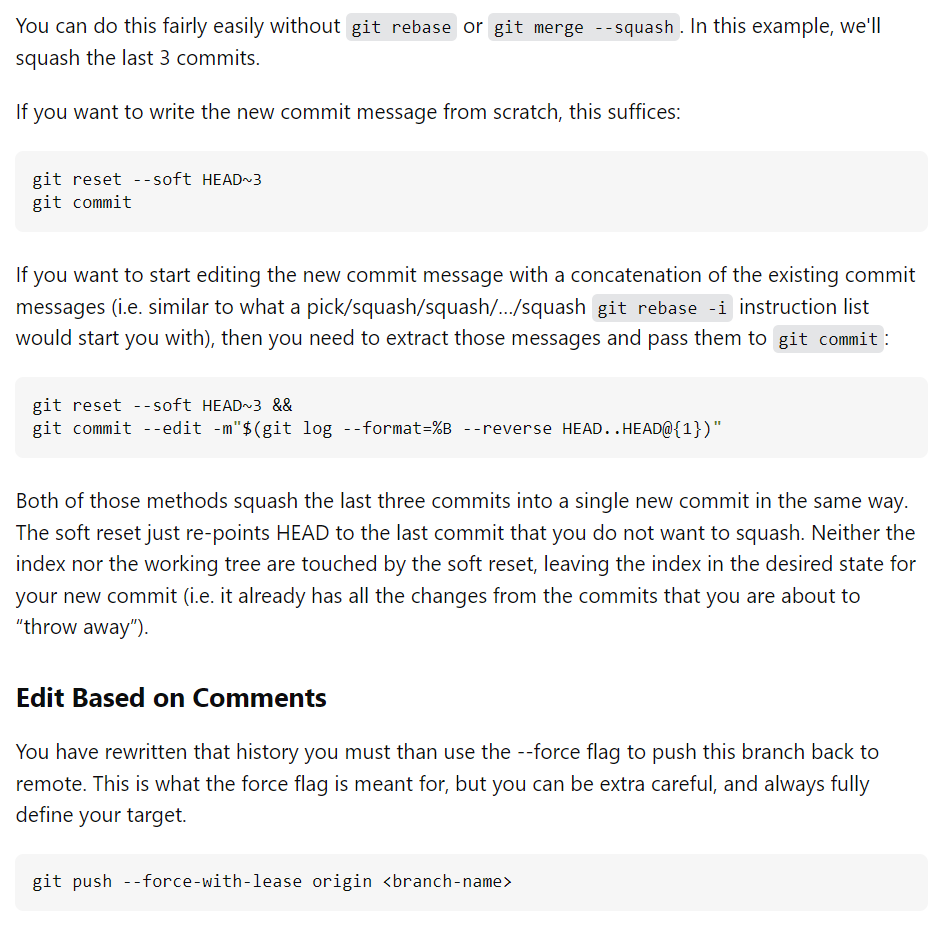 You can do this fairly easily without git rebase or git merge --squash. In this example, we'll
squash the last 3 commits.
If you want to write the new commit message from scratch, this suffices:
git reset --soft HEAD~3
git commit
If you want to start editing the new commit message with a concatenation of the existing commit
messages (i.e. similar to what a pick/squash/squash/…/squash git rebase -i instruction list
would start you with), then you need to extract those messages and pass them to git commit:
git reset --soft HEAD~3 &&
git commit --edit -m"$(git log --format=%B --reverse HEAD..HEAD@{1})"
Both of those methods squash the last three commits into a single new commit in the same way.
The soft reset just re-points HEAD to the last commit that you do not want to squash. Neither the
index nor the working tree are touched by the soft reset, leaving the index in the desired state for
your new commit (i.e. it already has all the changes from the commits that you are about to
“throw away”).
Edit Based on Comments
You have rewritten that history you must than use the --force flag to push this branch back to
remote. This is what the force flag is meant for, but you can be extra careful, and always fully
define your target.
git push --force-with-lease origin <branch-name>